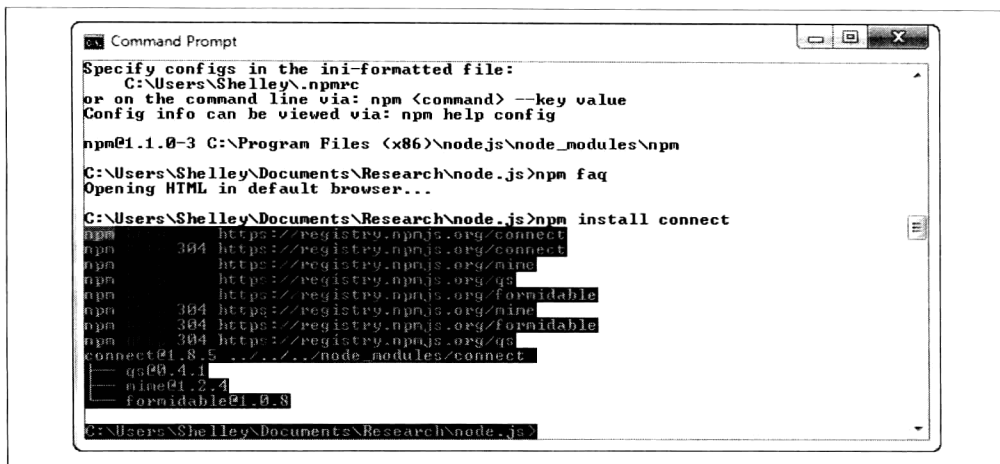 Command Prompt
Specify configs in the ini-formatted file:
C:\Users\Shelley\.npmrc
or on the command line via: npm <command> --key value
Config info can be viewed via: npm help config
npm@1.1.0-3 C:\Program Files (x86)\nodejs\node_modules\npm
C:\Users\Shelley\Documents\Research\node.js>npm faq
Opening HTML in default browser...
C:\Users\Shelley\Documents\Research\node.js>npm install connect
npm https://registry.npmjs.org/connect
npm 304 https://registry.npmjs.org/connect
npm https://registry.npmjs.org/mime
npm https://registry.npmjs.org/qs
npm https://registry.npmjs.org/formidable
npm 304 https://registry.npmjs.org/mime
npm 304 https://registry.npmjs.org/formidable
npm 304 https://registry.npmjs.org/qs
connect@1.8.5 ../../../node_modules/connect
├── qs@0.4.1
├── mime@1.2.4
└── formidable@1.0.8
C:\Users\Shelley\Documents\Research\node.js>